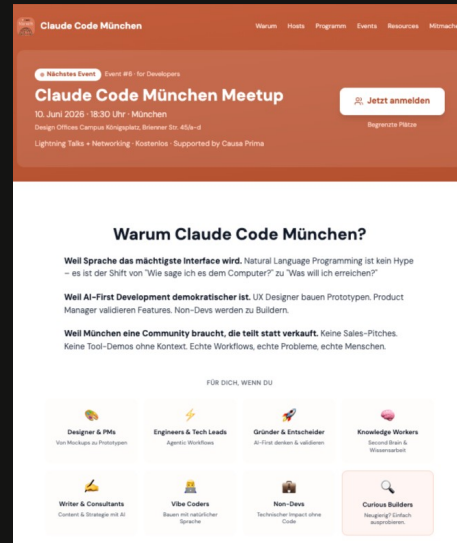 Claude Code München
Warum Hosts Programm Events Resources Mitmache
Nächstes Event Event #6 · for Developers
Claude Code München Meetup
10. Juni 2026 · 18:30 Uhr · München
Design Offices Campus Königsplatz, Brienner Str. 45/a-d
Lightning Talks + Networking · Kostenlos · Supported by Causa Prima
Jetzt anmelden
Begrenzte Plätze
Warum Claude Code München?
Weil Sprache das mächtigste Interface wird. Natural Language Programming ist kein Hype
– es ist der Shift von "Wie sage ich es dem Computer?" zu "Was will ich erreichen?"
Weil AI-First Development demokratischer ist. UX Designer bauen Prototypen. Product
Manager validieren Features. Non-Devs werden zu Buildern.
Weil München eine Community braucht, die teilt statt verkauft. Keine Sales-Pitches.
Keine Tool-Demos ohne Kontext. Echte Workflows, echte Probleme, echte Menschen.
FÜR DICH, WENN DU
Designer & PMs
Von Mockups zu Prototypen
Engineers & Tech Leads
Agentic Workflows
Gründer & Entscheider
AI-First denken & validieren
Knowledge Workers
Second Brain &
Wissensarbeit
Writer & Consultants
Content & Strategie mit AI
Vibe Coders
Bauen mit natürlicher
Sprache
Non-Devs
Technischer Impact ohne
Code
Curious Builders
Neugierig? Einfach
ausprobieren.